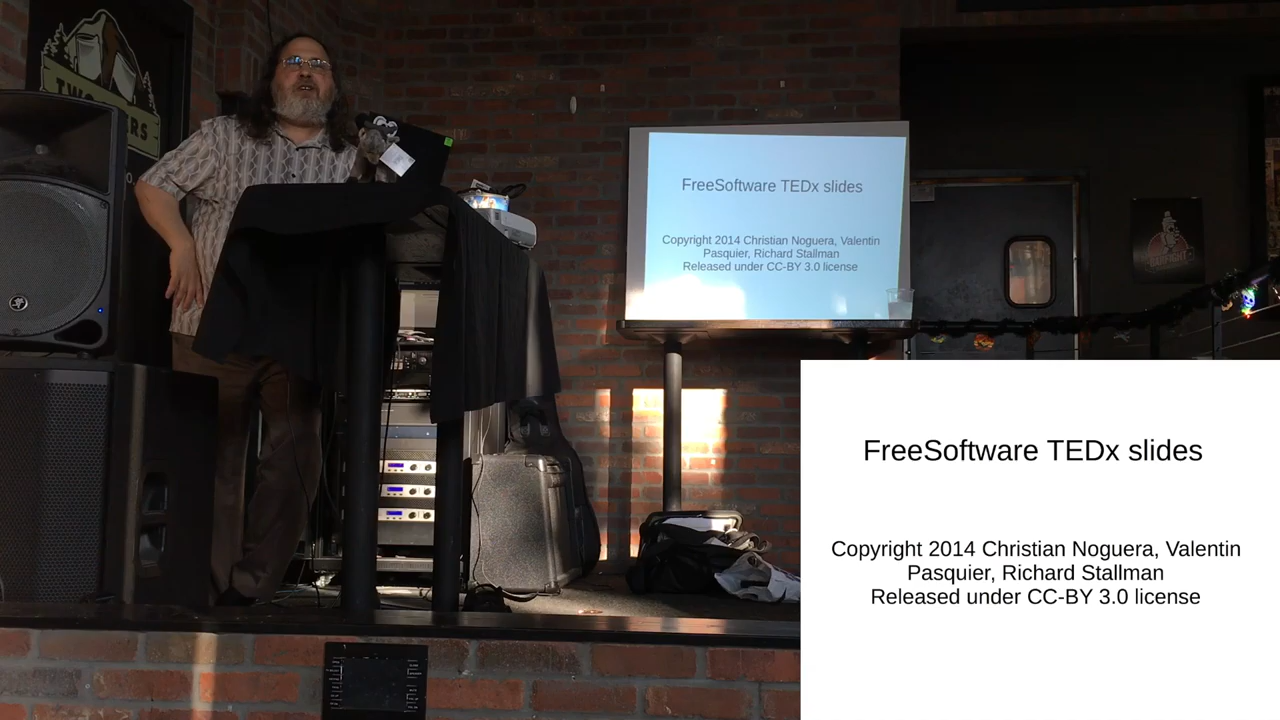 FreeSoftware TEDx slides
Copyright 2014 Christian Noguera, Valentin
Pasquier, Richard Stallman
Released under CC-BY 3.0 license
FreeSoftware TEDx slides
Copyright 2014 Christian Noguera, Valentin
Pasquier, Richard Stallman
Released under CC-BY 3.0 license